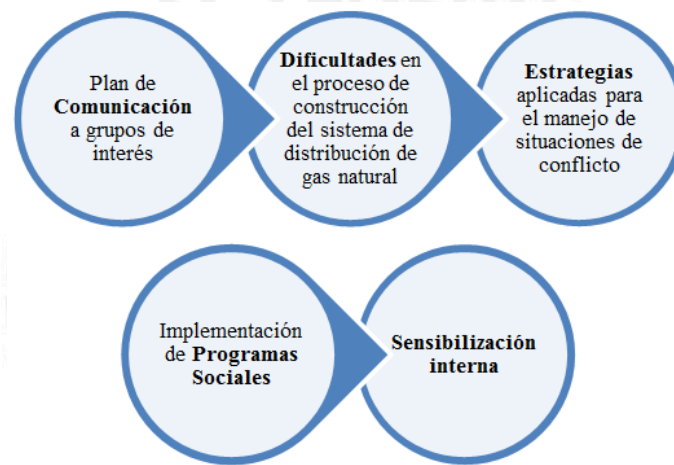 Plan de
Comunicación
a grupos de
interés
Dificultades en
el proceso de
construcción
del sistema de
distribución de
gas natural
Estrategias
aplicadas para
el manejo de
situaciones de
conflicto
Implementación
de Programas
Sociales
Sensibilización
interna